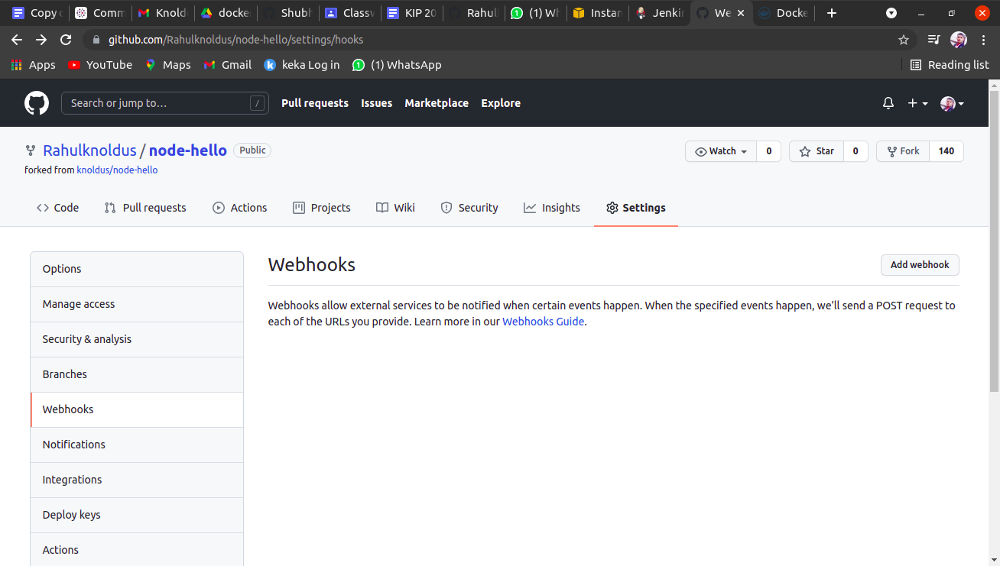 Copy
Comm
Knold
docke
Shubh
Classw
KIP 20
Rahul
(1) Wh
Instan
Jenkin
We
Docke
github.com/Rahulknoldus/node-hello/settings/hooks
Apps
YouTube
Maps
Gmail
keka Log in
(1) WhatsApp
Reading list
Search or jump to…
/
Pull requests
Issues
Marketplace
Explore
Rahulknoldus / node-hello
Public
Watch
0
Star
0
Fork
140
forked from knoldus/node-hello
Code
Pull requests
Actions
Projects
Wiki
Security
Insights
Settings
Options
Manage access
Security & analysis
Branches
Webhooks
Notifications
Integrations
Deploy keys
Actions
Webhooks
Add webhook
Webhooks allow external services to be notified when certain events happen. When the specified events happen, we’ll send a POST request to
each of the URLs you provide. Learn more in our Webhooks Guide.